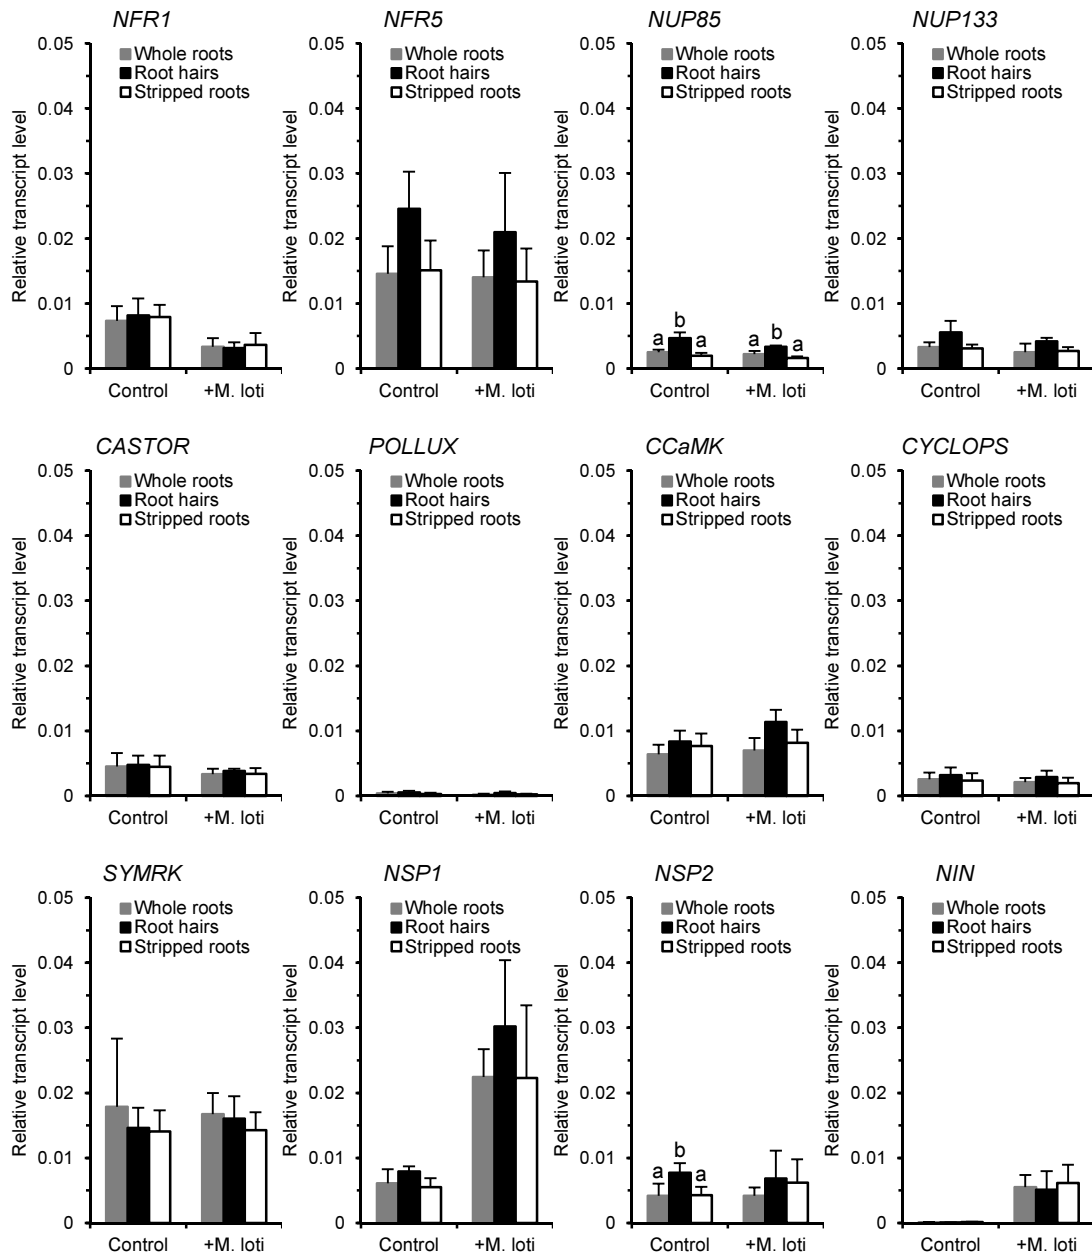 NFR1
NFR5
NUP85
NUP133
Relative transcript level
0.05
0.04
0.03
0.02
0.01
0
Whole roots
Root hairs
Stripped roots
Control
+M. loti
Relative transcript level
0.05
0.04
0.03
0.02
0.01
0
Whole roots
Root hairs
Stripped roots
Control
+M. loti
Relative transcript level
0.05
0.04
0.03
0.02
0.01
0
Whole roots
Root hairs
Stripped roots
a b a a b a
Control
+M. loti
Relative transcript level
0.05
0.04
0.03
0.02
0.01
0
Whole roots
Root hairs
Stripped roots
Control
+M. loti
CASTOR
POLLUX
CCaMK
CYCLOPS
Relative transcript level
0.05
0.04
0.03
0.02
0.01
0
Whole roots
Root hairs
Stripped roots
Control
+M. loti
Relative transcript level
0.05
0.04
0.03
0.02
0.01
0
Whole roots
Root hairs
Stripped roots
Control
+M. loti
Relative transcript level
0.05
0.04
0.03
0.02
0.01
0
Whole roots
Root hairs
Stripped roots
Control
+M. loti
Relative transcript level
0.05
0.04
0.03
0.02
0.01
0
Whole roots
Root hairs
Stripped roots
Control
+M. loti
SYMRK
NSP1
NSP2
NIN
Relative transcript level
0.05
0.04
0.03
0.02
0.01
0
Whole roots
Root hairs
Stripped roots
Control
+M. loti
Relative transcript level
0.05
0.04
0.03
0.02
0.01
0
Whole roots
Root hairs
Stripped roots
Control
+M. loti
Relative transcript level
0.05
0.04
0.03
0.02
0.01
0
Whole roots
Root hairs
Stripped roots
a b a
Control
+M. loti
Relative transcript level
0.05
0.04
0.03
0.02
0.01
0
Whole roots
Root hairs
Stripped roots
Control
+M. loti